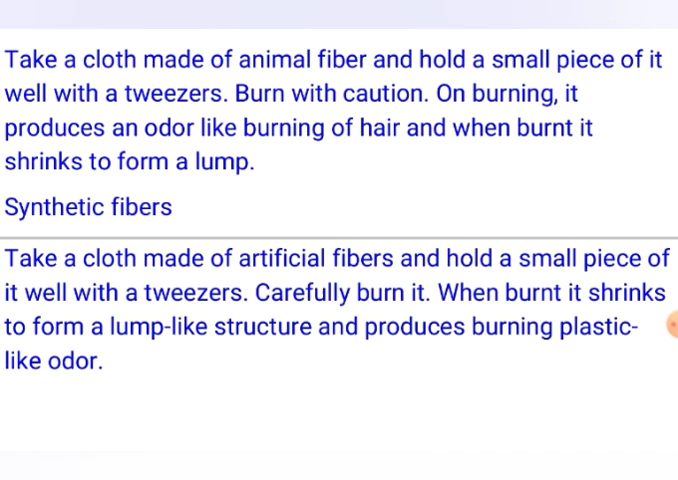 Take a cloth made of animal fiber and hold a small piece of it
well with a tweezers. Burn with caution. On burning, it
produces an odor like burning of hair and when burnt it
shrinks to form a lump.
Synthetic fibers
Take a cloth made of artificial fibers and hold a small piece of
it well with a tweezers. Carefully burn it. When burnt it shrinks
to form a lump-like structure and produces burning plastic-
like odor.